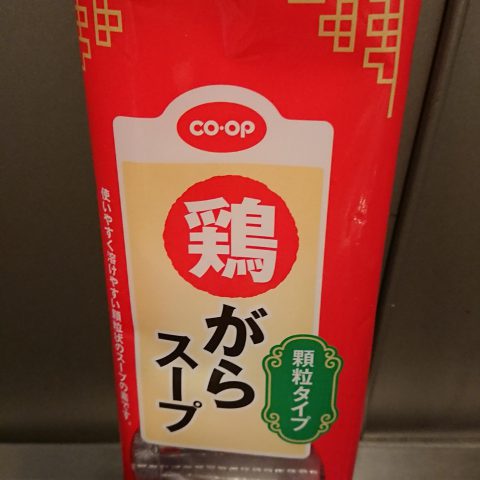 CO・OP
鶏
がら
スープ
顆粒タイプ
使いやすく溶けやすい顆粒状のスープの素です。